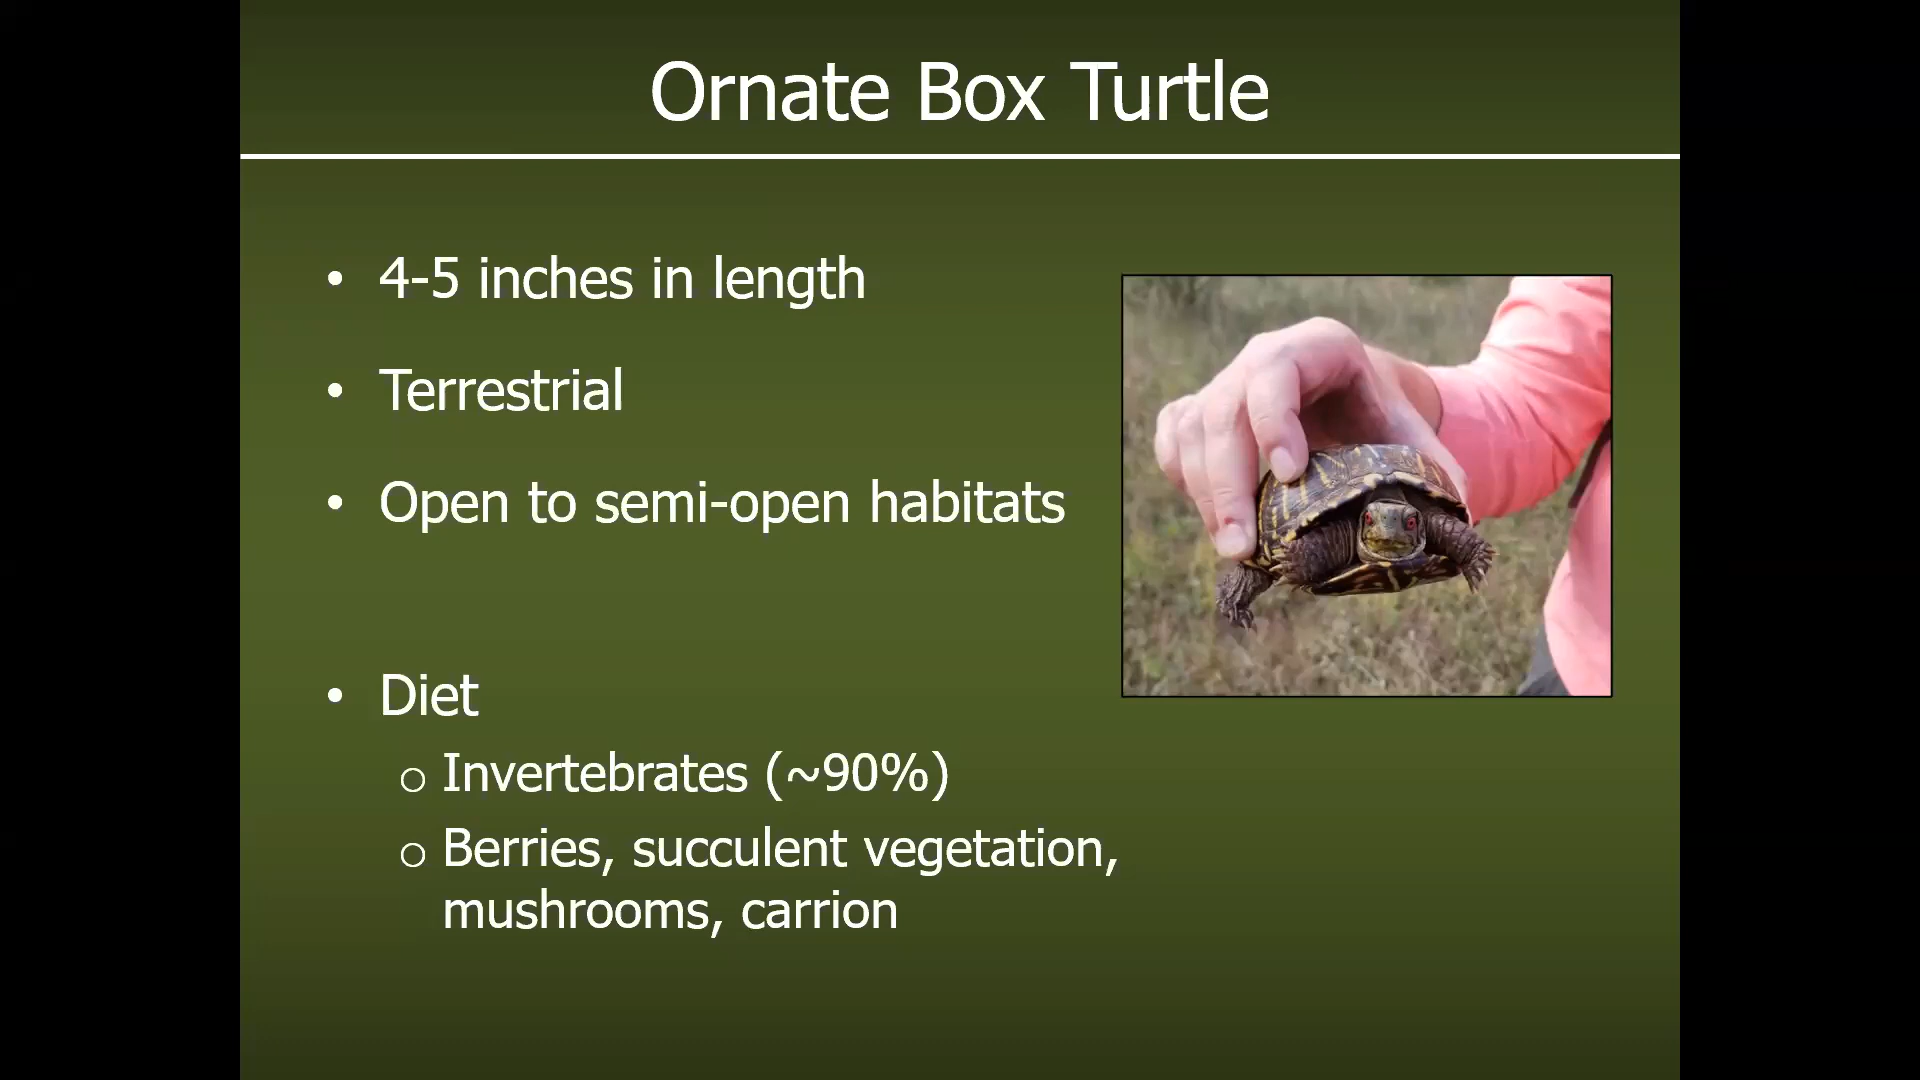 Ornate Box Turtle
• 4-5 inches in length
• Terrestrial
• Open to semi-open habitats
• Diet
o Invertebrates (~90%)
o Berries, succulent vegetation,
mushrooms, carrion